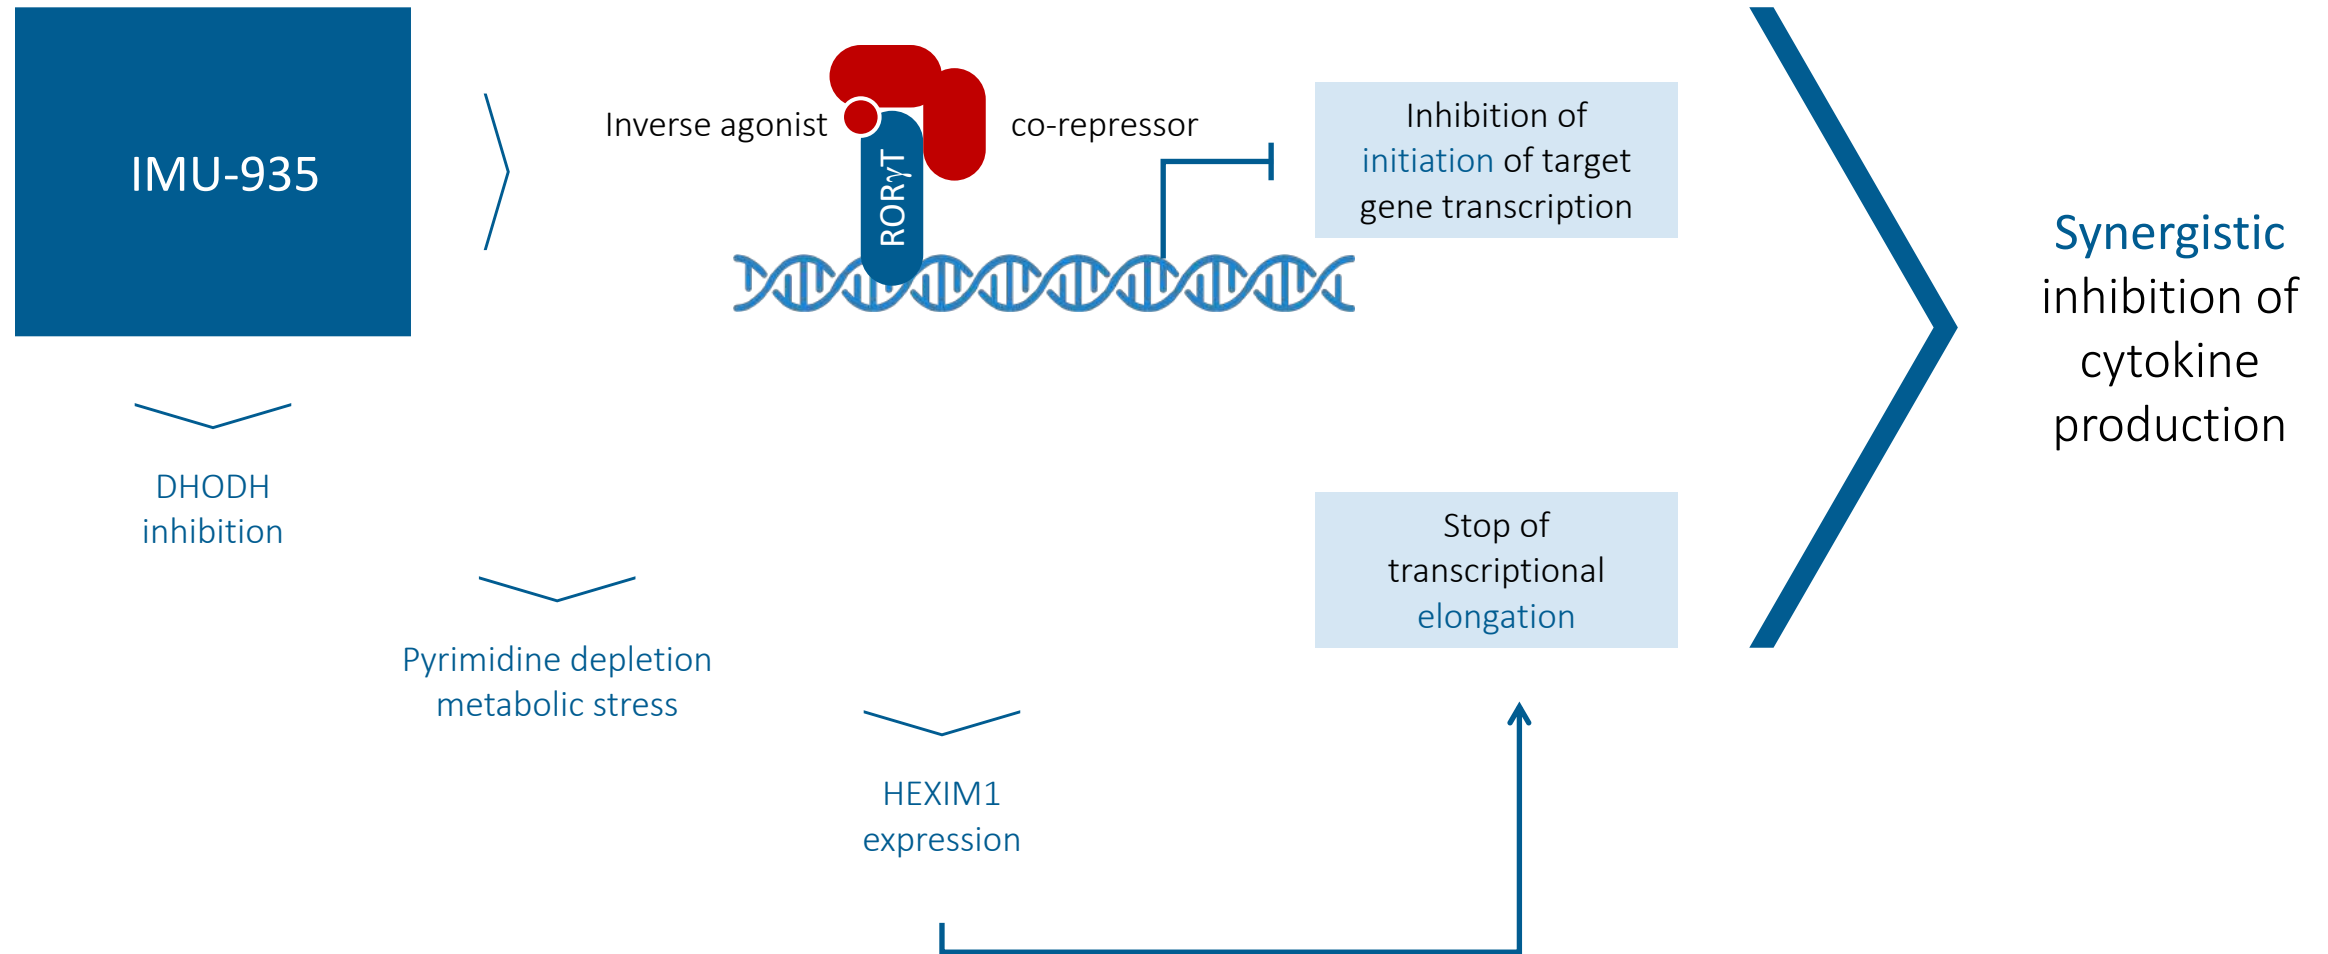 IMU-935
Inverse agonist
RORγT
co-repressor
Inhibition of
initiation of target
gene transcription
Synergistic
inhibition of
cytokine
production
DHODH
inhibition
Pyrimidine depletion
metabolic stress
HEXIM1
expression
Stop of
transcriptional
elongation